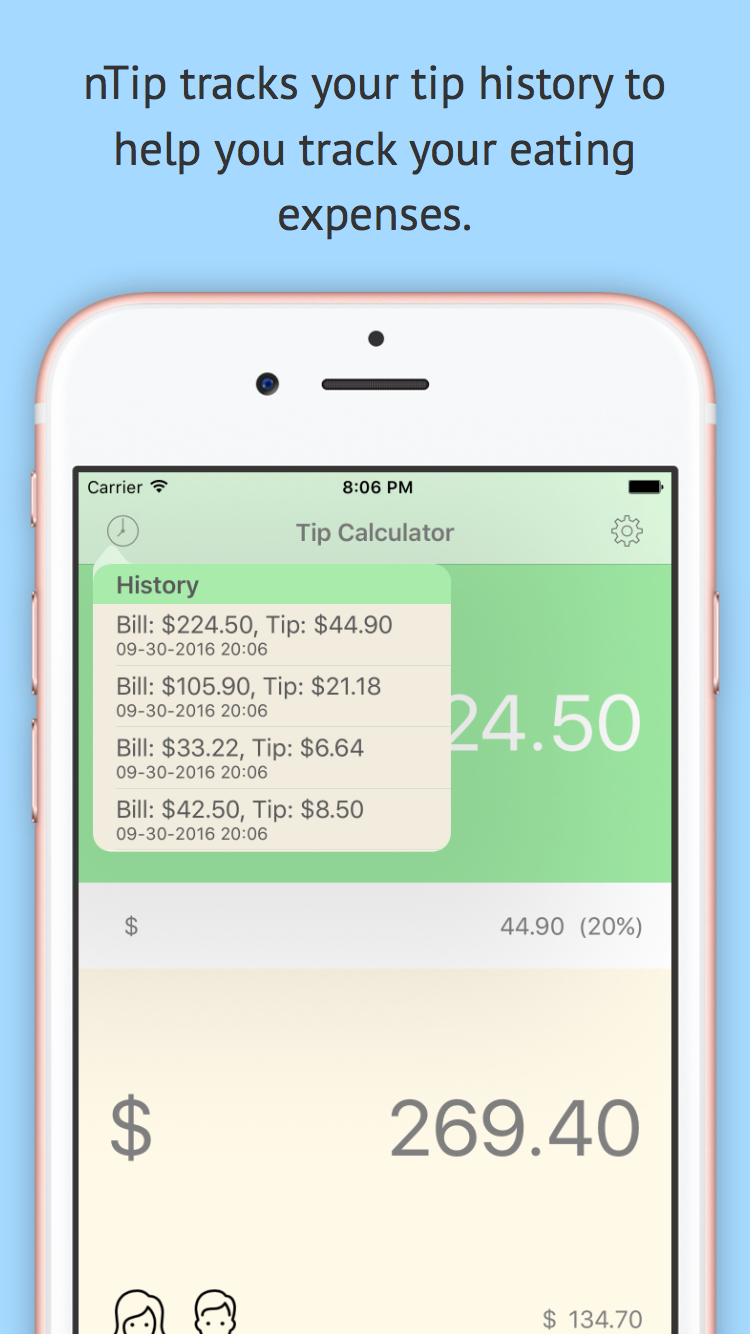 nTip tracks your tip history to
help you track your eating
expenses.
Carrier 8:06 PM
Tip Calculator
History
Bill: $224.50, Tip: $44.90
09-30-2016 20:06
Bill: $105.90, Tip: $21.18
09-30-2016 20:06
24.50
Bill: $33.22, Tip: $6.64
09-30-2016 20:06
Bill: $42.50, Tip: $8.50
09-30-2016 20:06
$ 44.90 (20%)
$ 269.40
$ 134.70